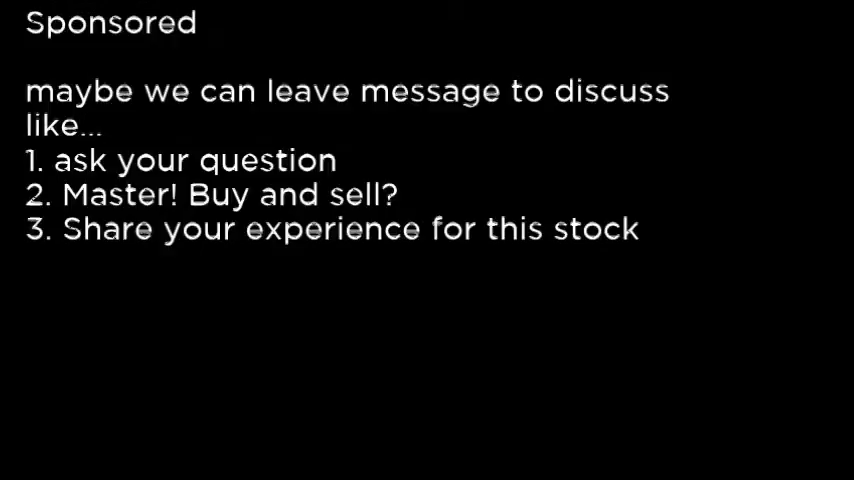 Sponsored
maybe we can leave message to discuss
like...
1. ask your question
2. Master! Buy and sell?
3. Share your experience for this stock